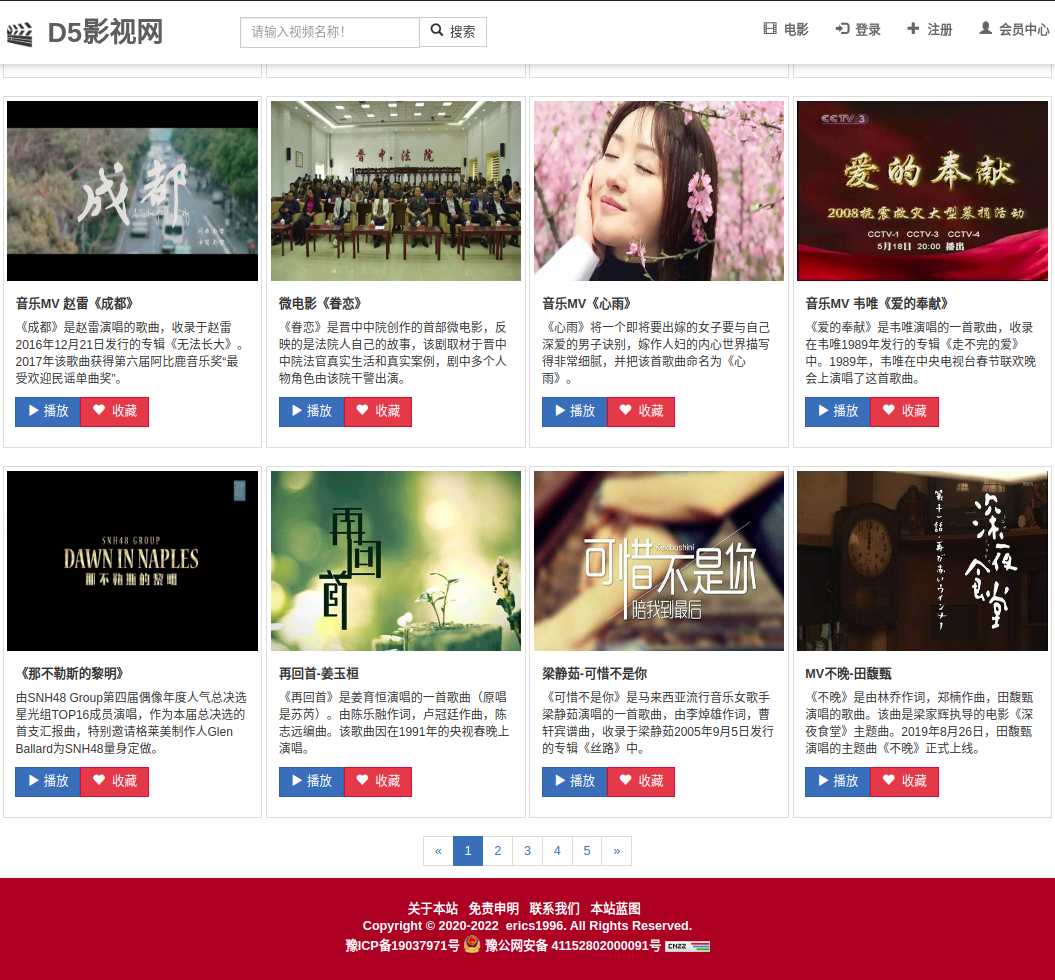 D5影视网
请输入视频名称!
搜索
电影
登录
注册
会员中心
成都
晋中法院
CCTV 3
爱的奉献
2008抗震救灾大型募捐活动
CCTV-1 CCTV-3 CCTV-4
5月18日 20:00 播出
音乐MV 赵雷《成都》
《成都》是赵雷演唱的歌曲，收录于赵雷
2016年12月21日发行的专辑《无法长大》。
2017年该歌曲获得第六届阿比鹿音乐奖“最
受欢迎民谣单曲奖”。
播放 收藏
微电影《眷恋》
《眷恋》是晋中中院创作的首部微电影，反
映的是法院人自己的故事，该剧取材于晋中
中院法官真实生活和真实案例，剧中多个人
物角色由该院干警出演。
播放 收藏
音乐MV《心雨》
《心雨》将一个即将要出嫁的女子要与自己
深爱的男子诀别，嫁作人妇的内心世界描写
得非常细腻，并把该首歌曲命名为《心
雨》。
播放 收藏
音乐MV 韦唯《爱的奉献》
《爱的奉献》是韦唯演唱的一首歌曲，收录
在韦唯1989年发行的专辑《走不完的爱》
中。1989年，韦唯在中央电视台春节联欢晚
会上演唱了这首歌曲。
播放 收藏
SNH48 GROUP
DAWN IN NAPLES
那不勒斯的黎明
再回首
可惜不是你
Kexibushini
陪我到最后
深夜食堂
第十一話・再び赤いウインナー
《那不勒斯的黎明》
由SNH48 Group第四届偶像年度人气总决选
星光组TOP16成员演唱，作为本届总决选的
首支汇报曲，特别邀请格莱美制作人Glen
Ballard为SNH48量身定做。
播放 收藏
再回首-姜玉桓
《再回首》是姜育恒演唱的一首歌曲（原唱
是苏芮）。由陈乐融作词，卢冠廷作曲，陈
志远编曲。该歌曲因在1991年的央视春晚上
演唱。
播放 收藏
梁静茹-可惜不是你
《可惜不是你》是马来西亚流行音乐女歌手
梁静茹演唱的一首歌曲，由李焯雄作词，曹
轩宾谱曲，收录于梁静茹2005年9月5日发行
的专辑《丝路》中。
播放 收藏
MV不晚-田馥甄
《不晚》是由林乔作词，郑楠作曲，田馥甄
演唱的歌曲。该曲是梁家辉执导的电影《深
夜食堂》主题曲。2019年8月26日，田馥甄
演唱的主题曲《不晚》正式上线。
播放 收藏
« 1 2 3 4 5 »
关于本站 免责申明 联系我们 本站蓝图
Copyright © 2020-2022 erics1996. All Rights Reserved.
豫ICP备19037971号 豫公网安备 41152802000091号 CNZZ